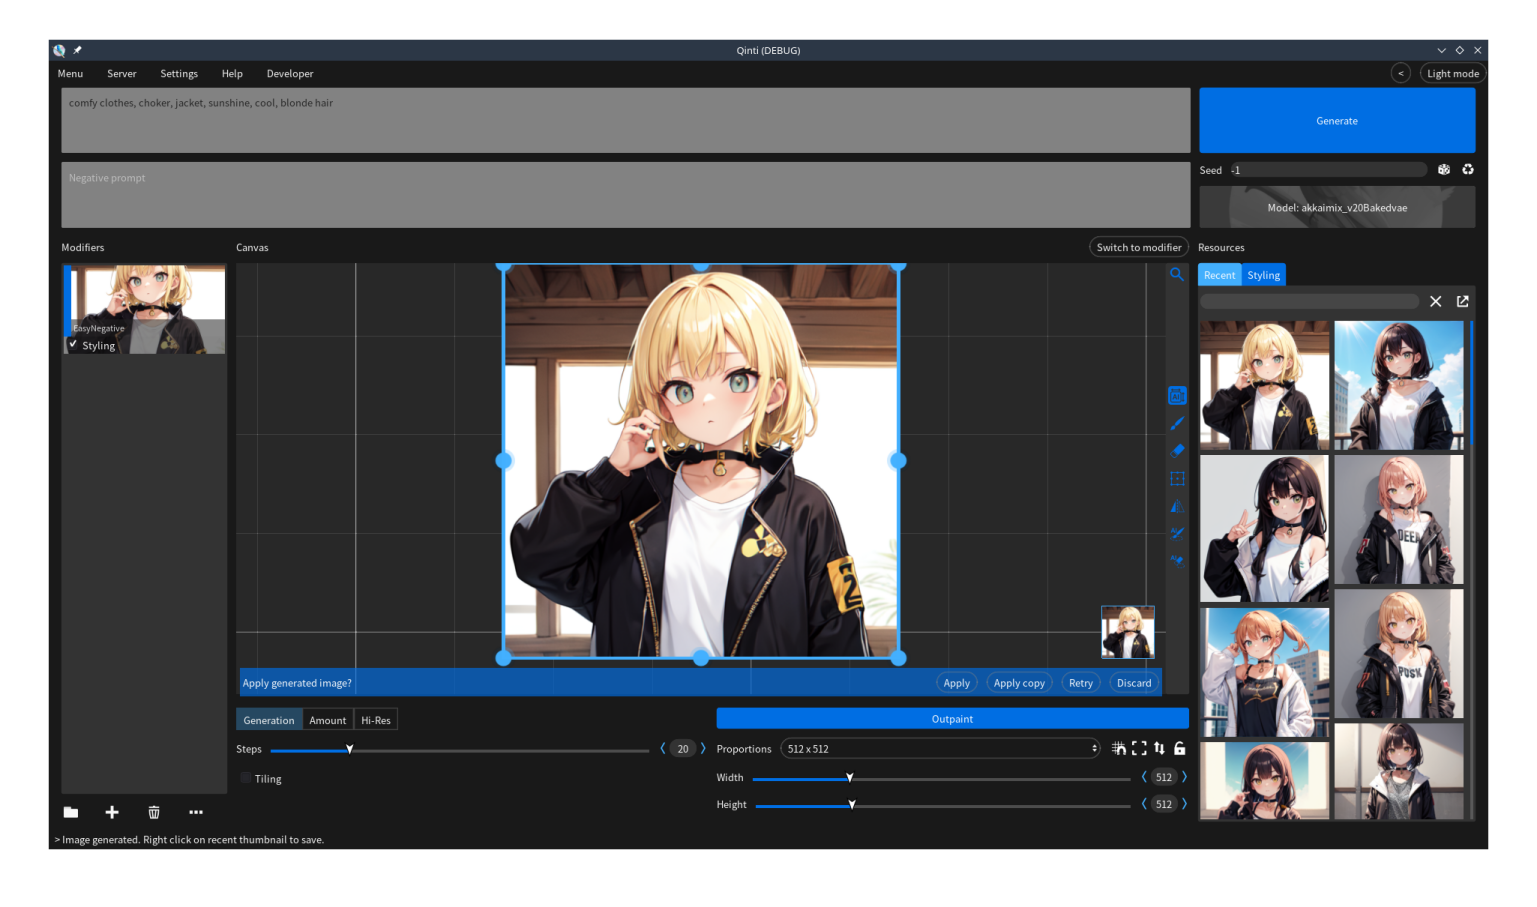 Qinti (DEBUG)
Menu Server Settings Help Developer < Light mode
comfy clothes, choker, jacket, sunshine, cool, blonde hair
Generate
Negative prompt
Seed -1
Model: akkaimix_v20Bakedvae
Modifiers Canvas Switch to modifier Resources
Recent Styling
EasyNegative
Styling
DEEA
POSK
2
Apply generated image? Apply Apply copy Retry Discard
Generation Amount Hi-Res Outpaint
Steps 20 Proportions 512 x 512
Tiling Width 512
Height 512
> Image generated. Right click on recent thumbnail to save.